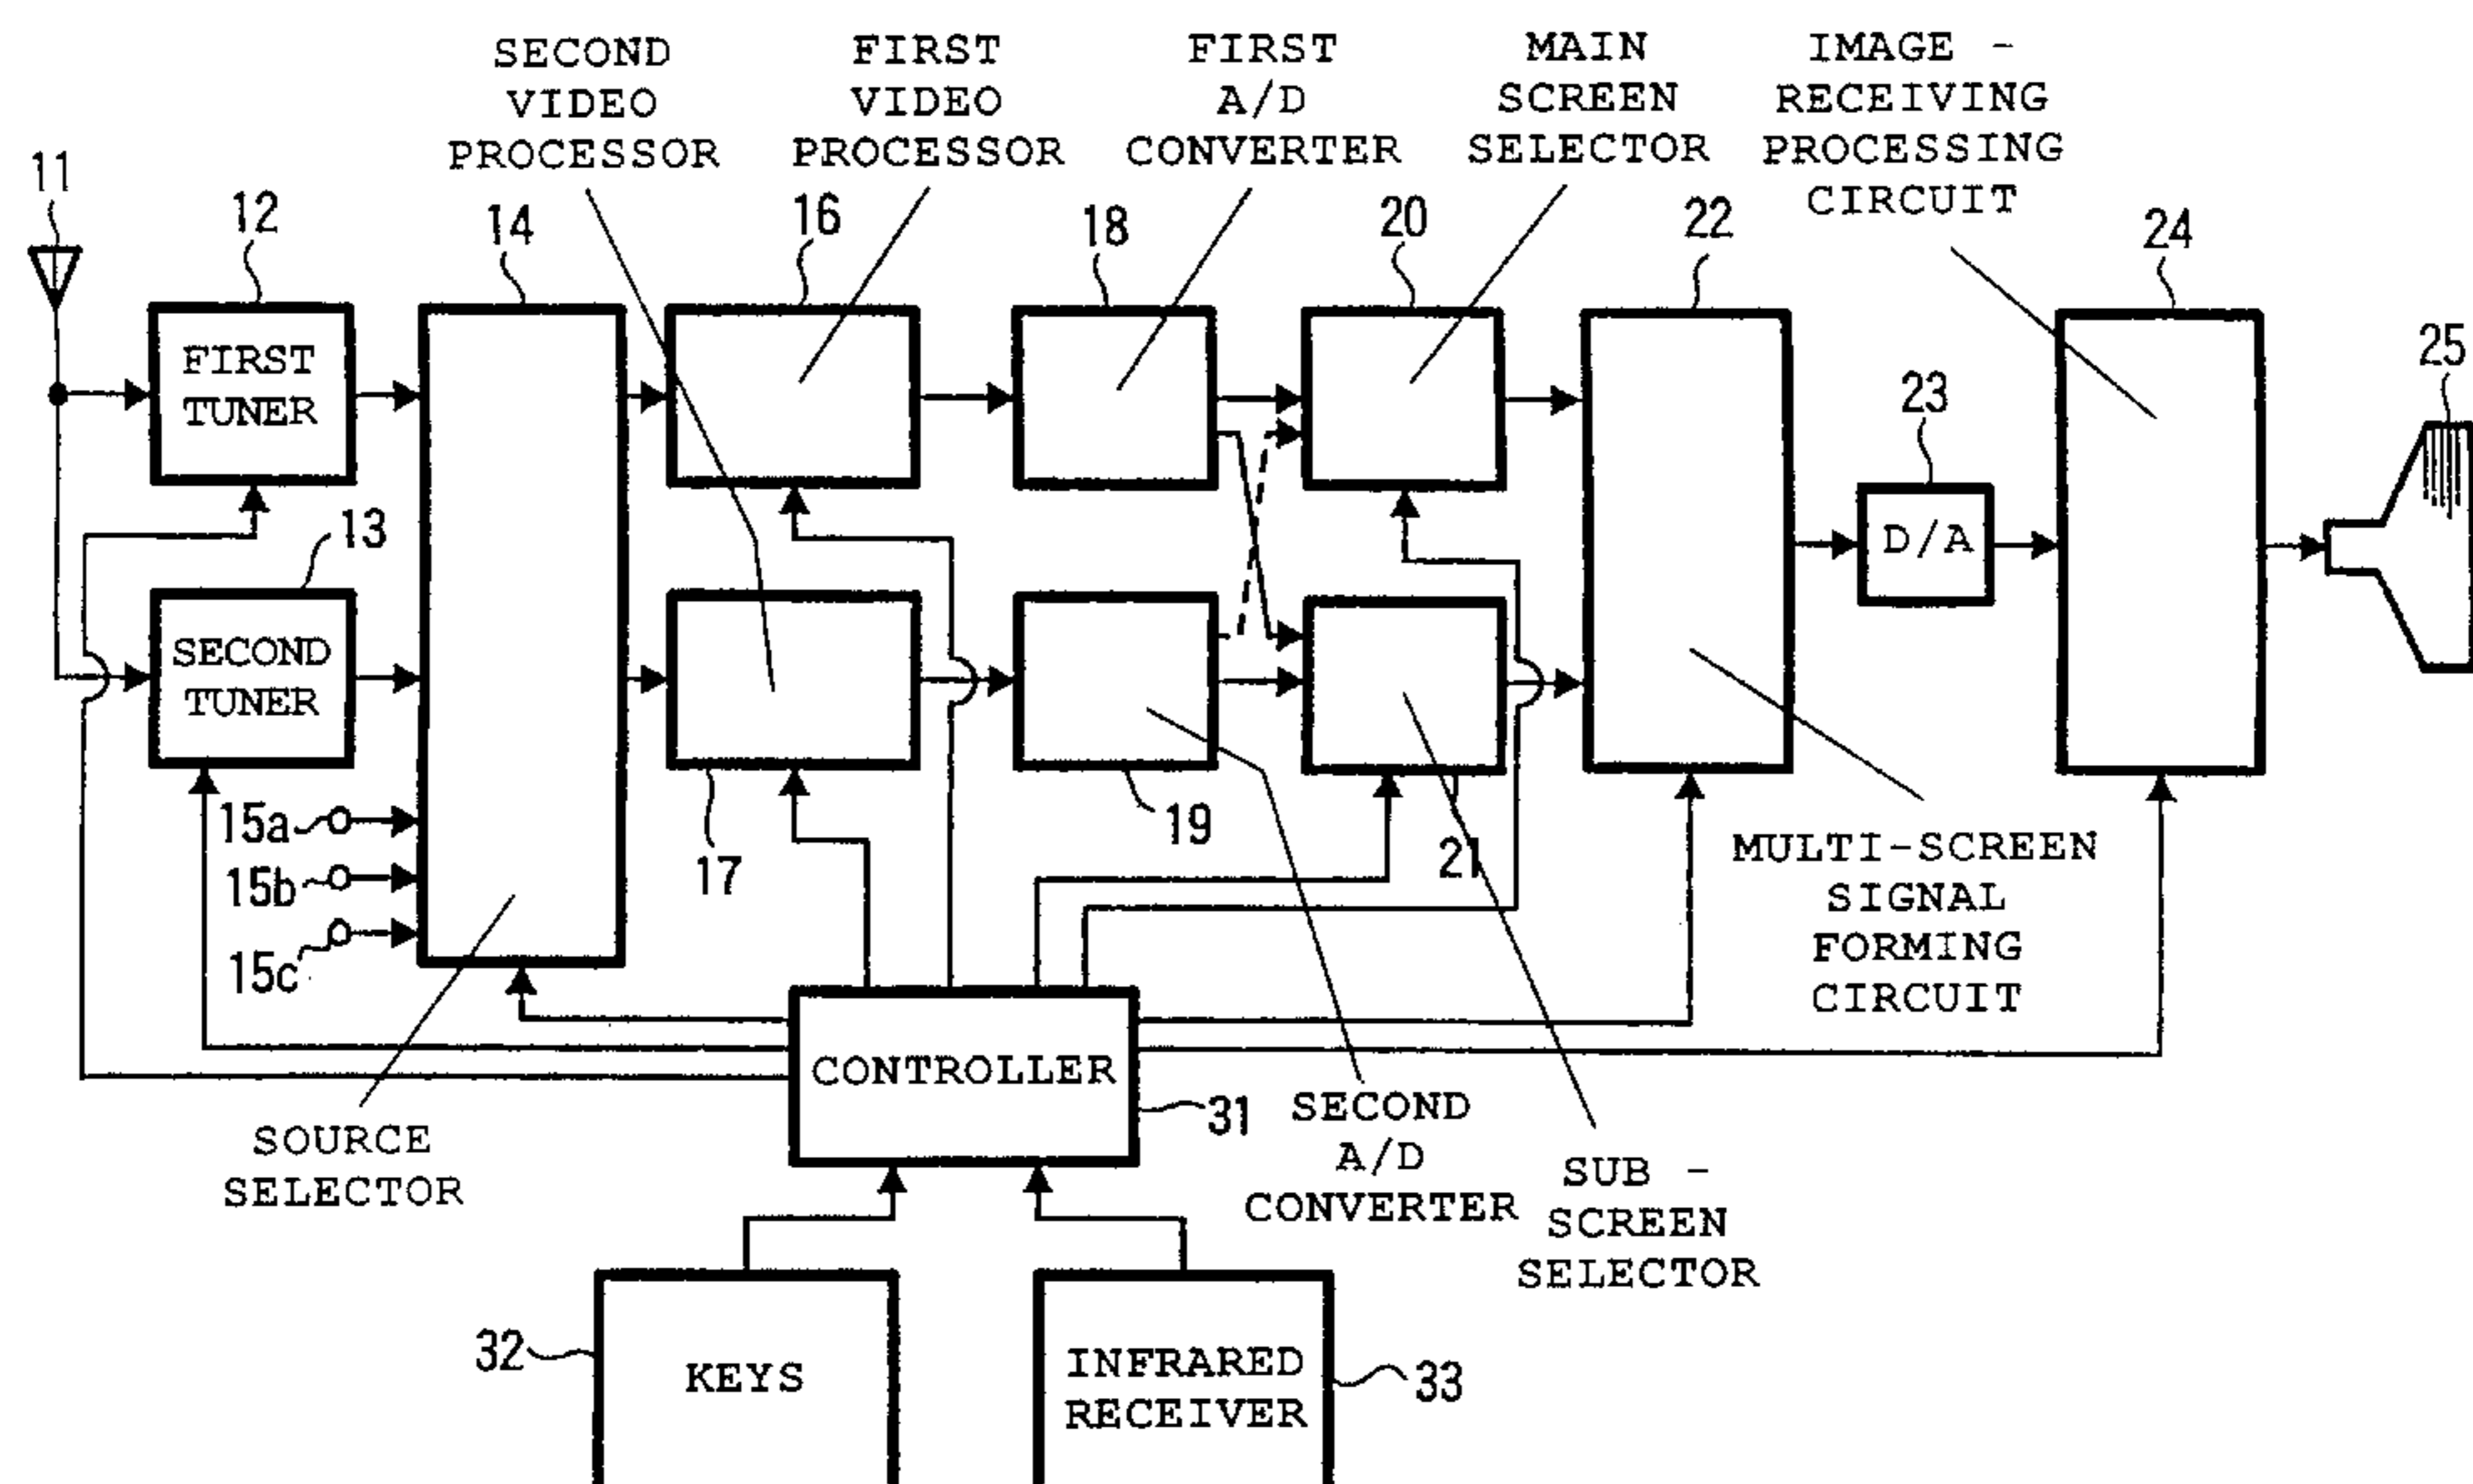 SECOND
VIDEO
PROCESSOR
FIRST
VIDEO
PROCESSOR
FIRST
A/D
CONVERTER
MAIN
SCREEN
SELECTOR
IMAGE -
RECEIVING
PROCESSING
CIRCUIT
11
12
14
16
18
20
22
24
25
FIRST
TUNER
23
D/A
13
SECOND
TUNER
15a
15b
15c
17
19
21
MULTI-SCREEN
SIGNAL
FORMING
CIRCUIT
CONTROLLER
31
SOURCE
SELECTOR
SECOND
A/D
CONVERTER
SUB -
SCREEN
SELECTOR
32
KEYS
INFRARED
RECEIVER
33